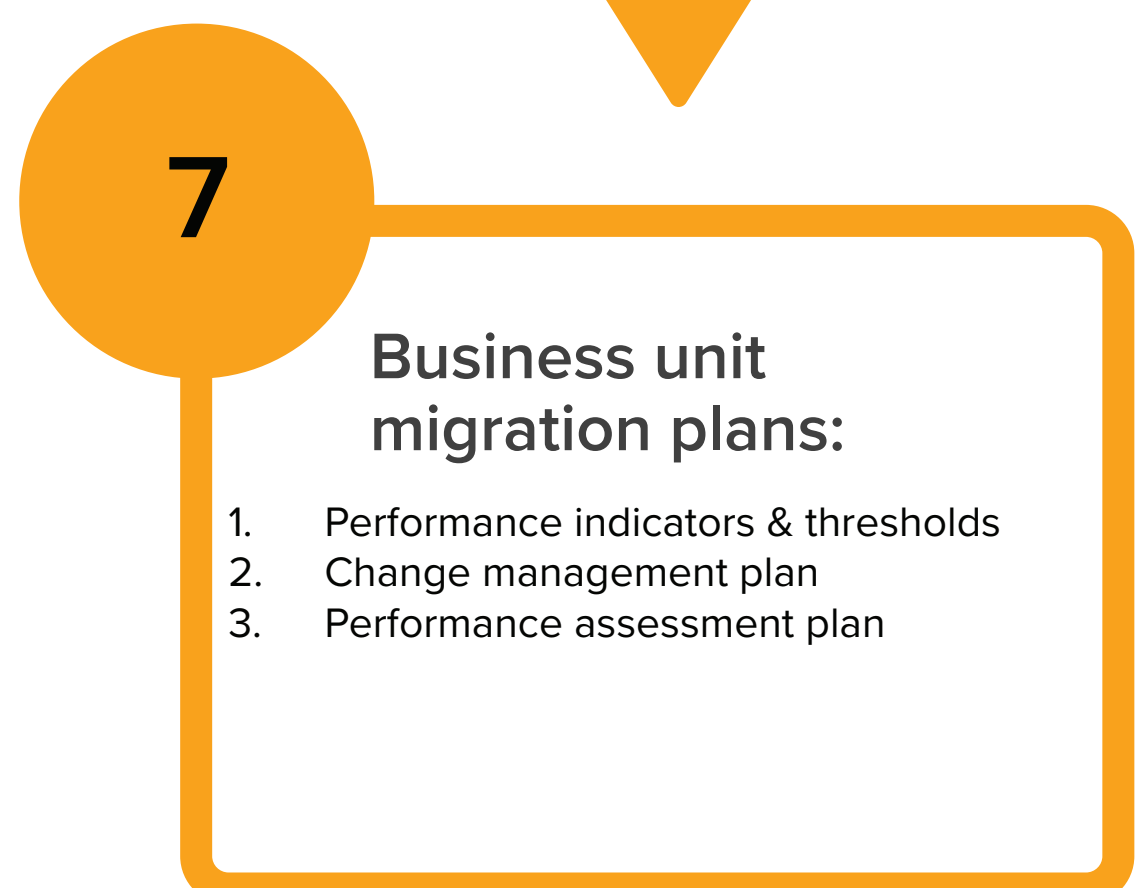 7
Business unit
migration plans:
1. Performance indicators & thresholds
2. Change management plan
3. Performance assessment plan